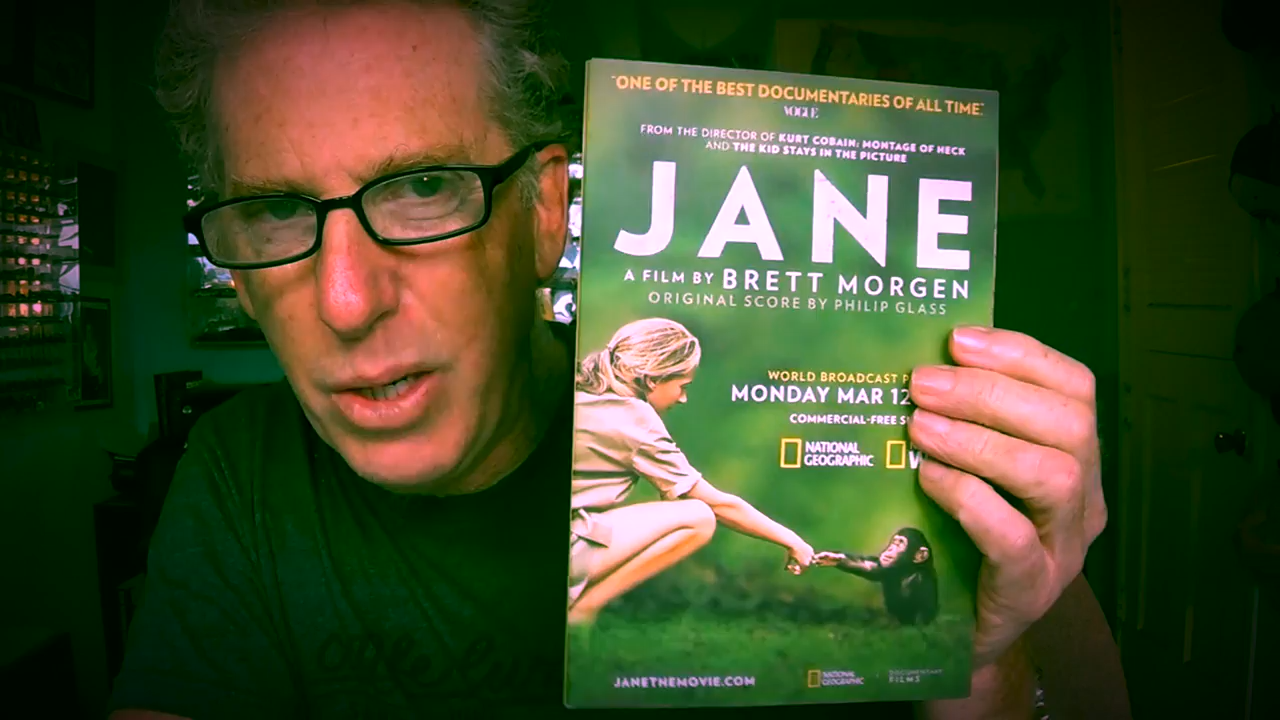 "ONE OF THE BEST DOCUMENTARIES OF ALL TIME."
VOGUE
FROM THE DIRECTOR OF KURT COBAIN: MONTAGE OF HECK
AND THE KID STAYS IN THE PICTURE
JANE
A FILM BY BRETT MORGEN
ORIGINAL SCORE BY PHILIP GLASS
WORLD BROADCAST P
MONDAY MAR 12
COMMERCIAL-FREE
NATIONAL
GEOGRAPHIC
W
JANETHEMOVIE.COM
NATIONAL
GEOGRAPHIC
DOCUMENTARY
FILMS